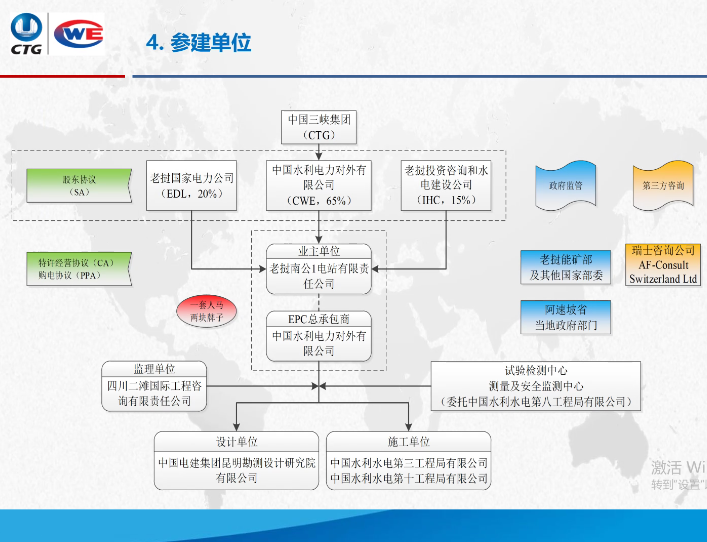 CTG
CWE
4. 参建单位
中国三峡集团
（CTG）
股东协议
（SA）
老挝国家电力公司
（EDL，20%）
中国水利电力对外有
限公司
（CWE，65%）
老挝投资咨询和水
电建设公司
（IHC，15%）
政府监管
第三方咨询
特许经营协议（CA）
购电协议（PPA）
业主单位
老挝南公1电站有限责
任公司
老挝能矿部
及其他国家部委
瑞士咨询公司
AF-Consult
Switzerland Ltd
一套人马
两块牌子
EPC总承包商
中国水利电力对外有
限公司
阿速坡省
当地政府部门
监理单位
四川二滩国际工程咨
询有限责任公司
试验检测中心
测量及安全监测中心
（委托中国水利水电第八工程局有限公司）
设计单位
中国电建集团昆明勘测设计研究院
有限公司
施工单位
中国水利水电第三工程局有限公司
中国水利水电第十工程局有限公司
激活 Wi
转到"设置"以